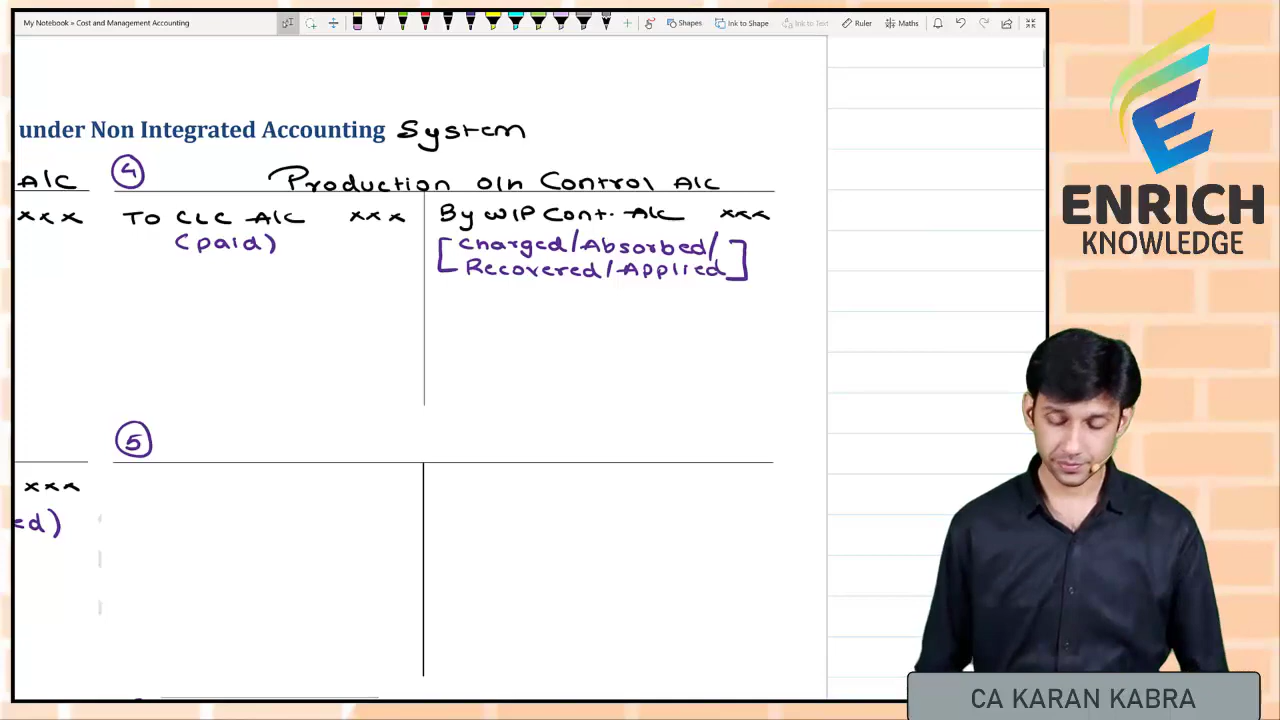 My Notebook » Cost and Management Accounting
Shapes
Ink to Shape
Ink to Text
Ruler
Maths
under Non Integrated Accounting System
A/C
xxx
4
Production O/H Control A/C
To CLC A/C xxx
(paid)
By WIP Cont. A/C xxx
[Charged/Absorbed/
Recovered/Applied]
5
xxx
ed)
ENRICH
KNOWLEDGE
CA KARAN KABRA